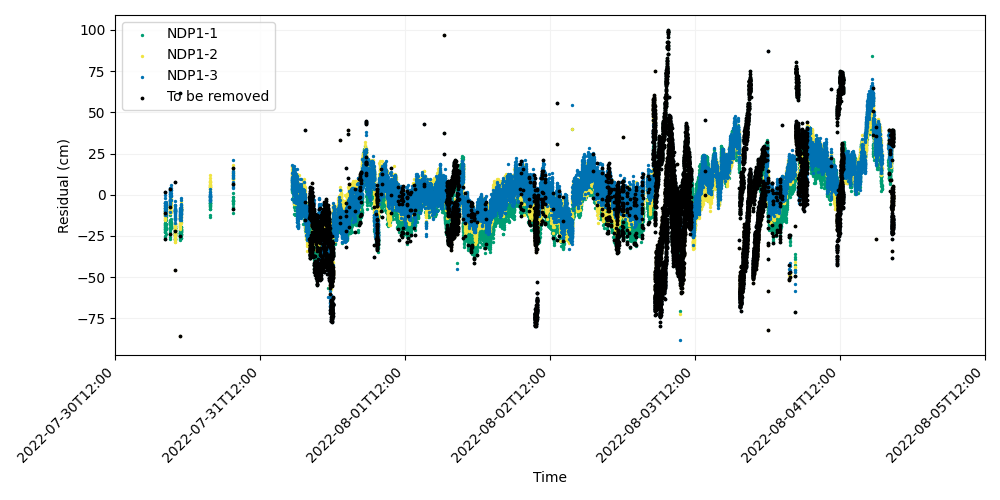 NDP1-1
NDP1-2
NDP1-3
To be removed
100
75
50
25
0
−25
−50
−75
Residual (cm)
2022-07-30T12:00
2022-07-31T12:00
2022-08-01T12:00
2022-08-02T12:00
2022-08-03T12:00
2022-08-04T12:00
2022-08-05T12:00
Time